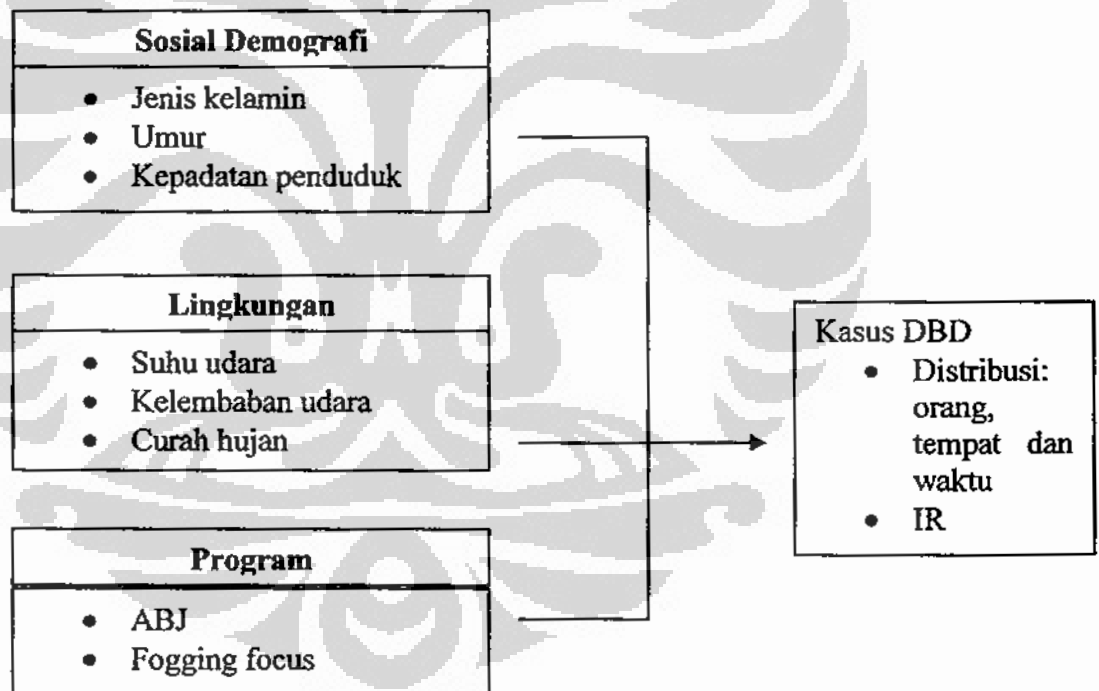 Sosial Demografi
• Jenis kelamin
• Umur
• Kepadatan penduduk
Lingkungan
• Suhu udara
• Kelembaban udara
• Curah hujan
Program
• ABJ
• Fogging focus
Kasus DBD
• Distribusi:
orang,
tempat dan
waktu
• IR